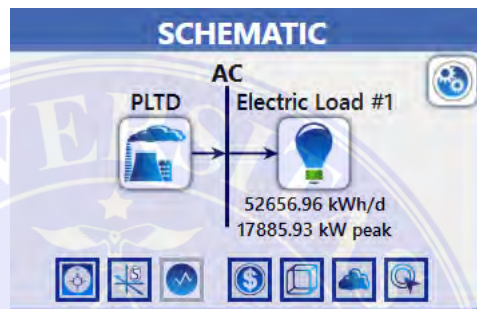 SCHEMATIC
AC
PLTD
Electric Load #1
52656.96 kWh/d
17885.93 kW peak
S
$